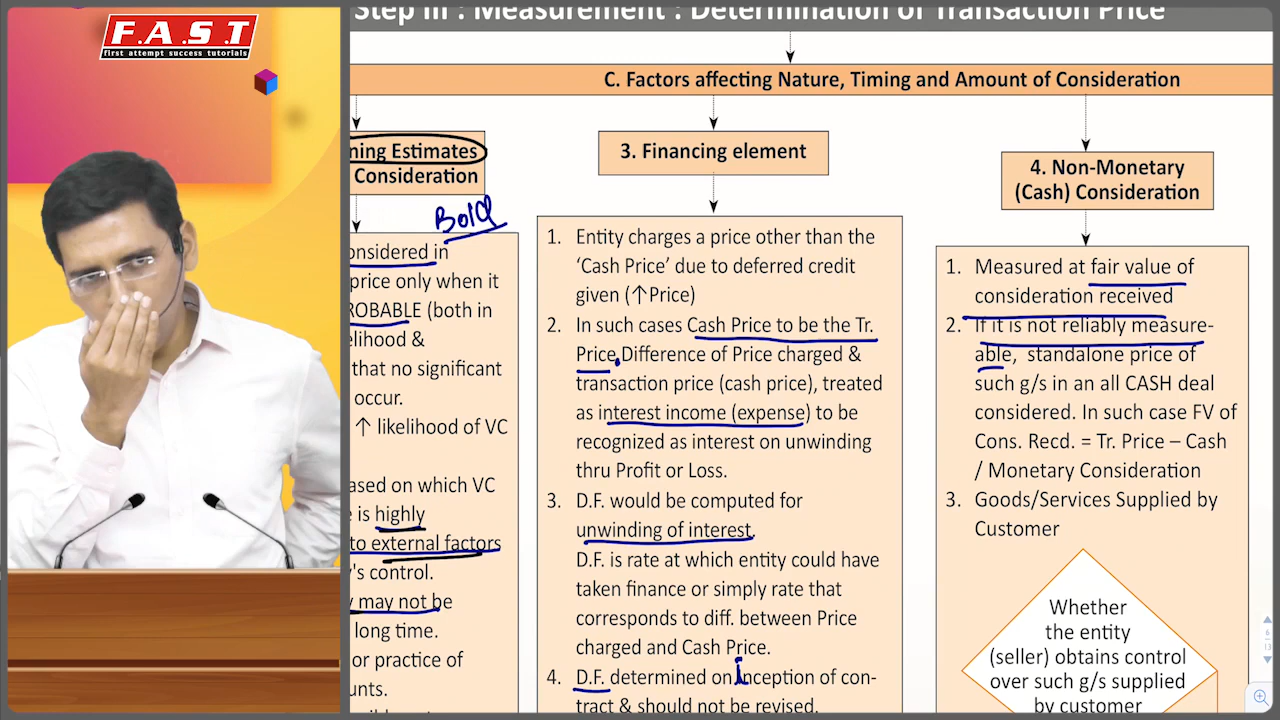 F.A.S.T
first attempt success tutorials
Step III : Measurement : Determination of Transaction Price
C. Factors affecting Nature, Timing and Amount of Consideration
ning Estimates
Consideration
BolQ
onsidered in
price only when it
ROBABLE (both in
elihood &
that no significant
occur.
↑ likelihood of VC
ased on which VC
is highly
to external factors
's control.
may not be
long time.
or practice of
unts.
3. Financing element
1. Entity charges a price other than the
‘Cash Price’ due to deferred credit
given (↑Price)
2. In such cases Cash Price to be the Tr.
Price. Difference of Price charged &
transaction price (cash price), treated
as interest income (expense) to be
recognized as interest on unwinding
thru Profit or Loss.
3. D.F. would be computed for
unwinding of interest.
D.F. is rate at which entity could have
taken finance or simply rate that
corresponds to diff. between Price
charged and Cash Price.
4. D.F. determined on inception of con-
tract & should not be revised.
4. Non-Monetary
(Cash) Consideration
1. Measured at fair value of
consideration received
2. If it is not reliably measure-
able, standalone price of
such g/s in an all CASH deal
considered. In such case FV of
Cons. Recd. = Tr. Price – Cash
/ Monetary Consideration
3. Goods/Services Supplied by
Customer
Whether
the entity
(seller) obtains control
over such g/s supplied
by customer
6
13